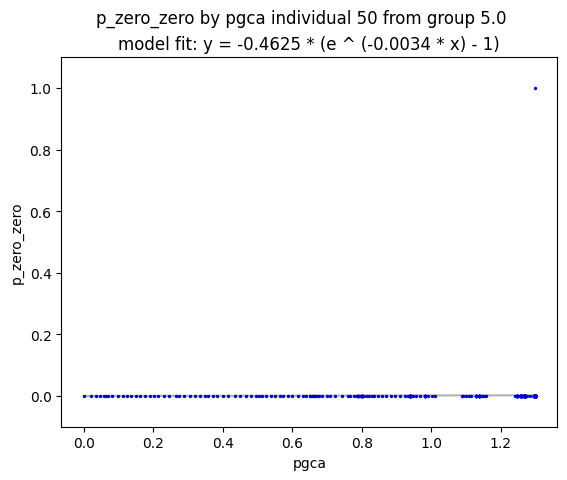 p_zero_zero by pgca individual 50 from group 5.0
model fit: y = -0.4625 * (e ^ (-0.0034 * x) - 1)
1.0
0.8
0.6
0.4
0.2
0.0
p_zero_zero
0.0 0.2 0.4 0.6 0.8 1.0 1.2
pgca